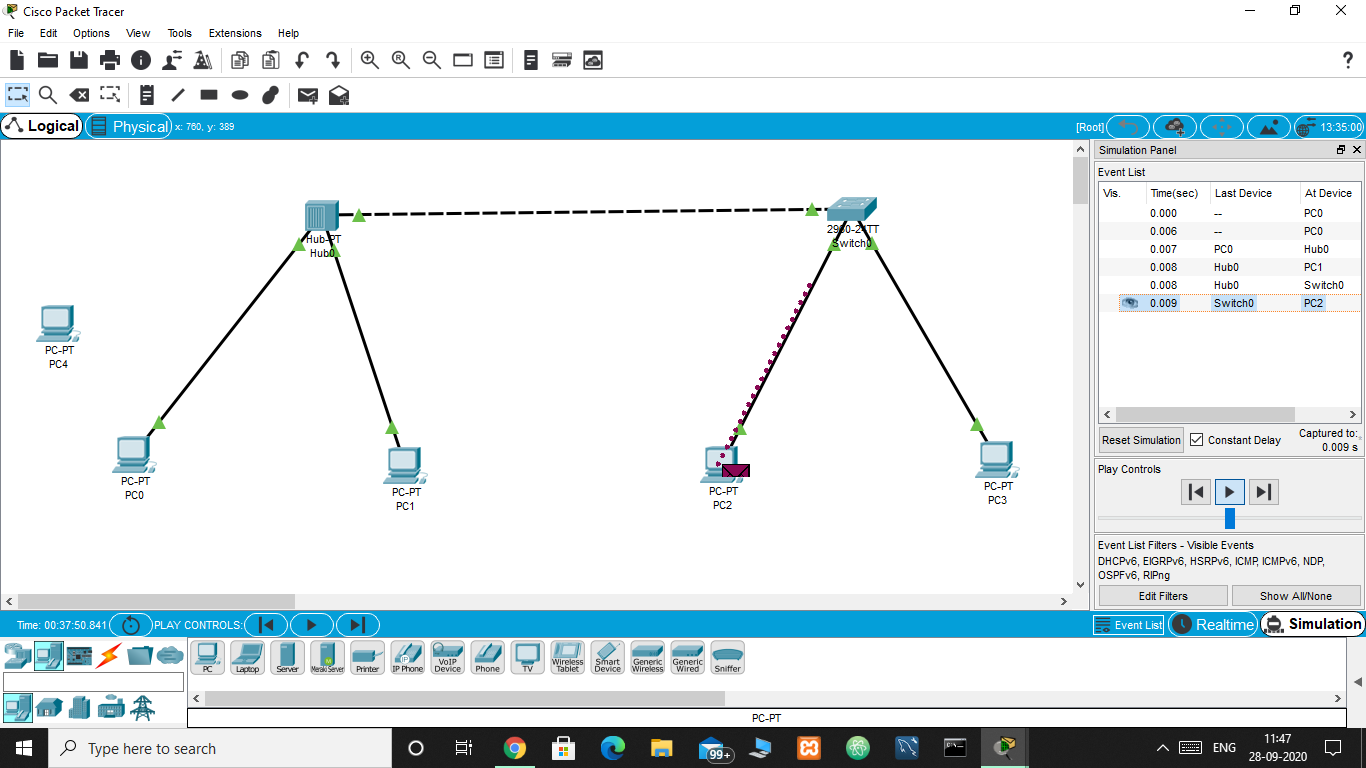 Cisco Packet Tracer
File Edit Options View Tools Extensions Help
?
Logical Physical x: 760, y: 389
[Root] 13:35:00
Simulation Panel
Event List
Vis. Time(sec) Last Device At Device
0.000 -- PC0
0.006 -- PC0
0.007 PC0 Hub0
0.008 Hub0 PC1
0.008 Hub0 Switch0
0.009 Switch0 PC2
Reset Simulation Constant Delay Captured to:
0.009 s
Play Controls
Event List Filters - Visible Events
DHCPv6, EIGRPv6, HSRPv6, ICMP, ICMPv6, NDP,
OSPFv6, RIPng
Edit Filters Show All/None
Hub-PT
Hub0
2960-24TT
Switch0
PC-PT
PC4
PC-PT
PC0
PC-PT
PC1
PC-PT
PC2
PC-PT
PC3
Time: 00:37:50.841 PLAY CONTROLS:
Event List Realtime Simulation
PC
Laptop
Server
Meraki Server
Printer
IP Phone
VoIP Device
Phone
TV
Wireless Tablet
Smart Device
Generic Wireless
Generic Wired
Sniffer
PC-PT
Type here to search
99+
ENG
11:47
28-09-2020